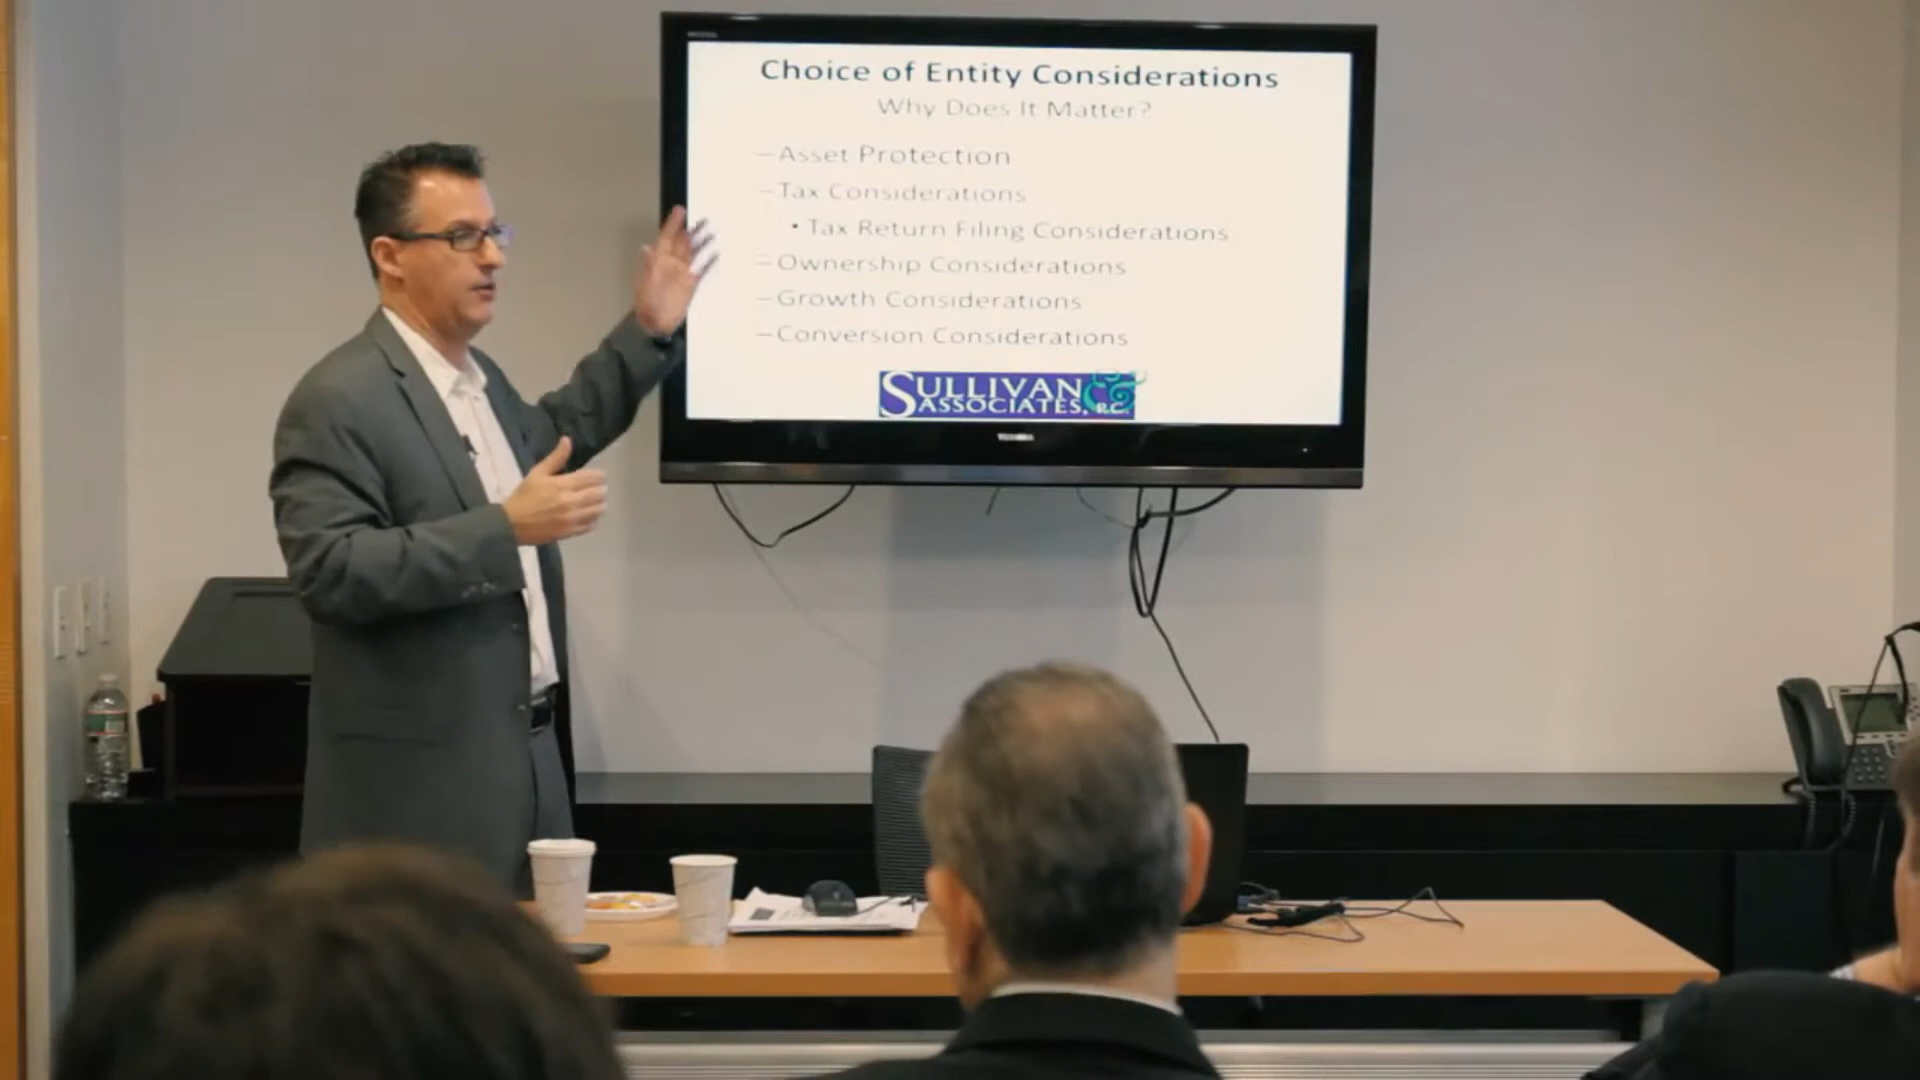 Choice of Entity Considerations
Why Does It Matter?
–Asset Protection
–Tax Considerations
• Tax Return Filing Considerations
–Ownership Considerations
–Growth Considerations
–Conversion Considerations
SULLIVAN &
ASSOCIATES, P.C.
TOSHIBA